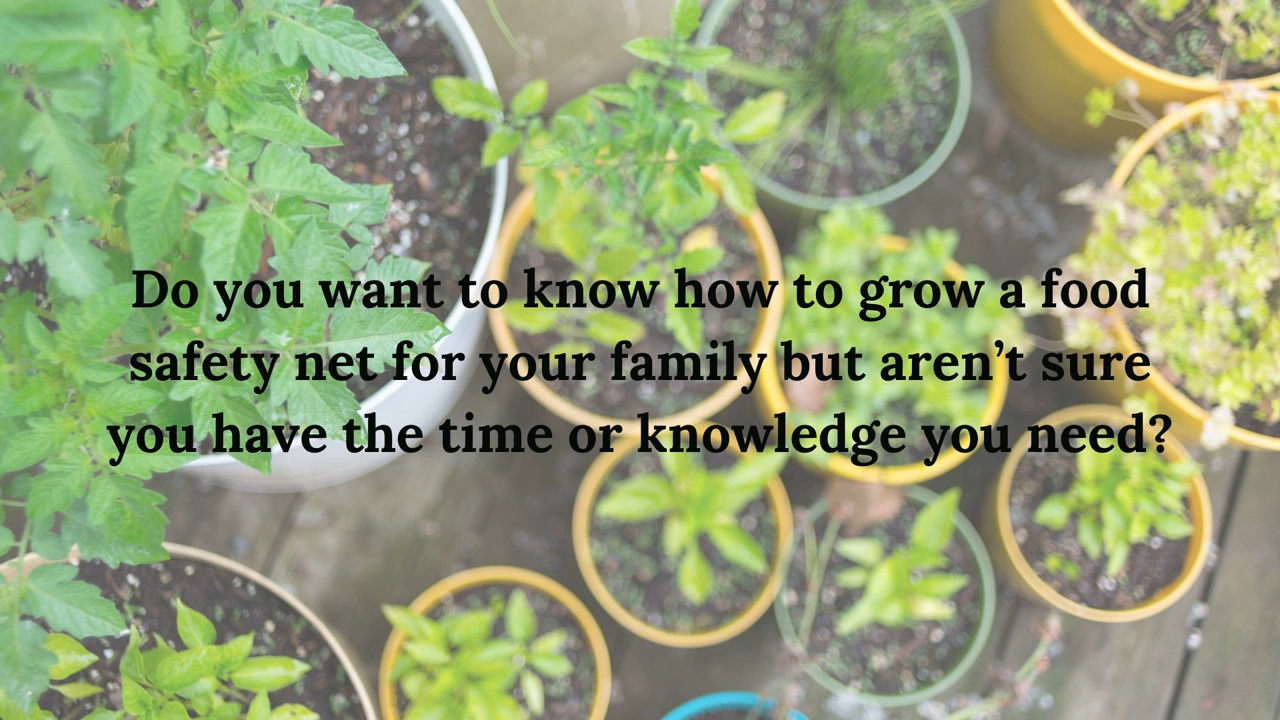 Do you want to know how to grow a food
safety net for your family but aren’t sure
you have the time or knowledge you need?